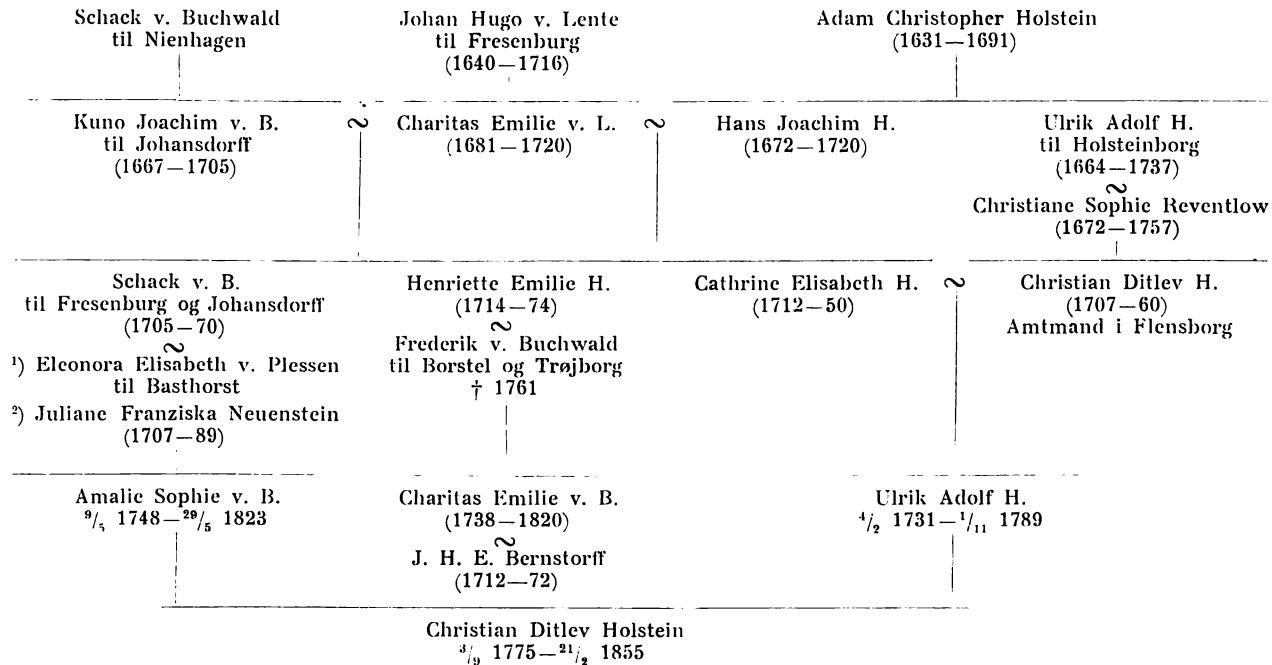 Schack v. Buchwald
til Nienhagen
Johan Hugo v. Lente
til Fresenburg
(1640—1716)
Adam Christopher Holstein
(1631—1691)
Kuno Joachim v. B.
til Johansdorff
(1667—1705)
~
Charitas Emilie v. L.
(1681—1720)
~
Hans Joachim H.
(1672—1720)
Ulrik Adolf H.
til Holsteinborg
(1664—1737)
~
Christiane Sophie Reventlow
(1672—1757)
Schack v. B.
til Fresenburg og Johansdorff
(1705—70)
~
¹) Eleonora Elisabeth v. Plessen
til Basthorst
²) Juliane Franziska Neuenstein
(1707—89)
Henriette Emilie H.
(1714—74)
~
Frederik v. Buchwald
til Borstel og Trøjborg
† 1761
Cathrine Elisabeth H.
(1712—50)
~
Christian Ditlev H.
(1707—60)
Amtmand i Flensborg
Amalie Sophie v. B.
⁹/₅ 1748—²⁹/₅ 1823
Charitas Emilie v. B.
(1738—1820)
~
J. H. E. Bernstorff
(1712—72)
Ulrik Adolf H.
⁴/₂ 1731—¹/₁₁ 1789
Christian Ditlev Holstein
³/₉ 1775—²¹/₂ 1855